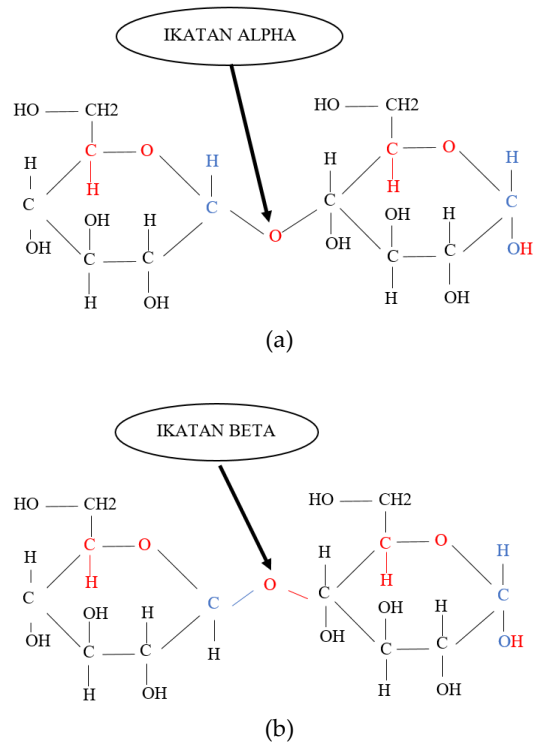 IKATAN ALPHA
HO CH2 HO CH2
C O C O
H H H H
H H
C C C C
OH H O OH H
OH OH OH
C C C C
H OH H OH
(a)
IKATAN BETA
HO CH2 HO CH2
C O C O
H H H
H O H
C C C C
OH H OH H
OH H OH OH
C C C C
H OH H OH
(b)